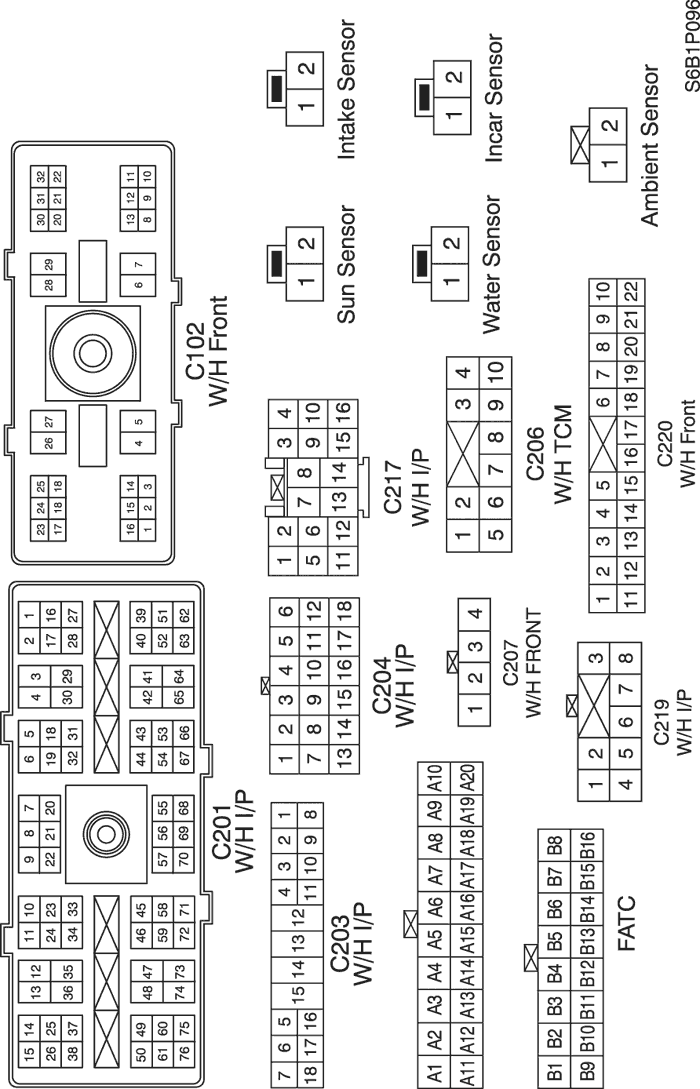 15 14 13 12 11 10 9 8 7 6 5 4 3 2 1
26 25 24 23 22 21 20 19 18 17 16
38 37 36 35 34 33 32 31 30 29 28 27
50 49 48 47 46 45 57 56 55 44 43 42 41 40 39
61 60 59 58 70 69 68 54 53 52 51
76 75 74 73 72 71 67 66 65 64 63 62
C201
W/H I/P
23 24 25 26 27 28 29 30 31 32
17 18 18 20 21 22
16 15 14 4 5 6 7 13 12 11
1 2 3 8 9 10
C102
W/H Front
7 6 5 15 14 13 12 4 3 2 1
18 17 16 11 10 9 8
C203
W/H I/P
1 2 3 4 5 6
7 8 9 10 11 12
13 14 15 16 17 18
C204
W/H I/P
1 2 3 4
5 6 7 8 9 10
11 12 13 14 15 16
C217
W/H I/P
1 2
Sun Sensor
1 2
Intake Sensor
A1 A2 A3 A4 A5 A6 A7 A8 A9 A10
A11 A12 A13 A14 A15 A16 A17 A18 A19 A20
1 2 3 4
C207
W/H FRONT
1 2 3 4
5 6 7 8 9 10
C206
W/H TCM
1 2
Water Sensor
1 2
Incar Sensor
B1 B2 B3 B4 B5 B6 B7 B8
B9 B10 B11 B12 B13 B14 B15 B16
FATC
1 2 3
4 5 6 7 8
C219
W/H I/P
1 2 3 4 5 6 7 8 9 10
11 12 13 14 15 16 17 18 19 20 21 22
C220
W/H Front
1 2
Ambient Sensor
S6B1P096